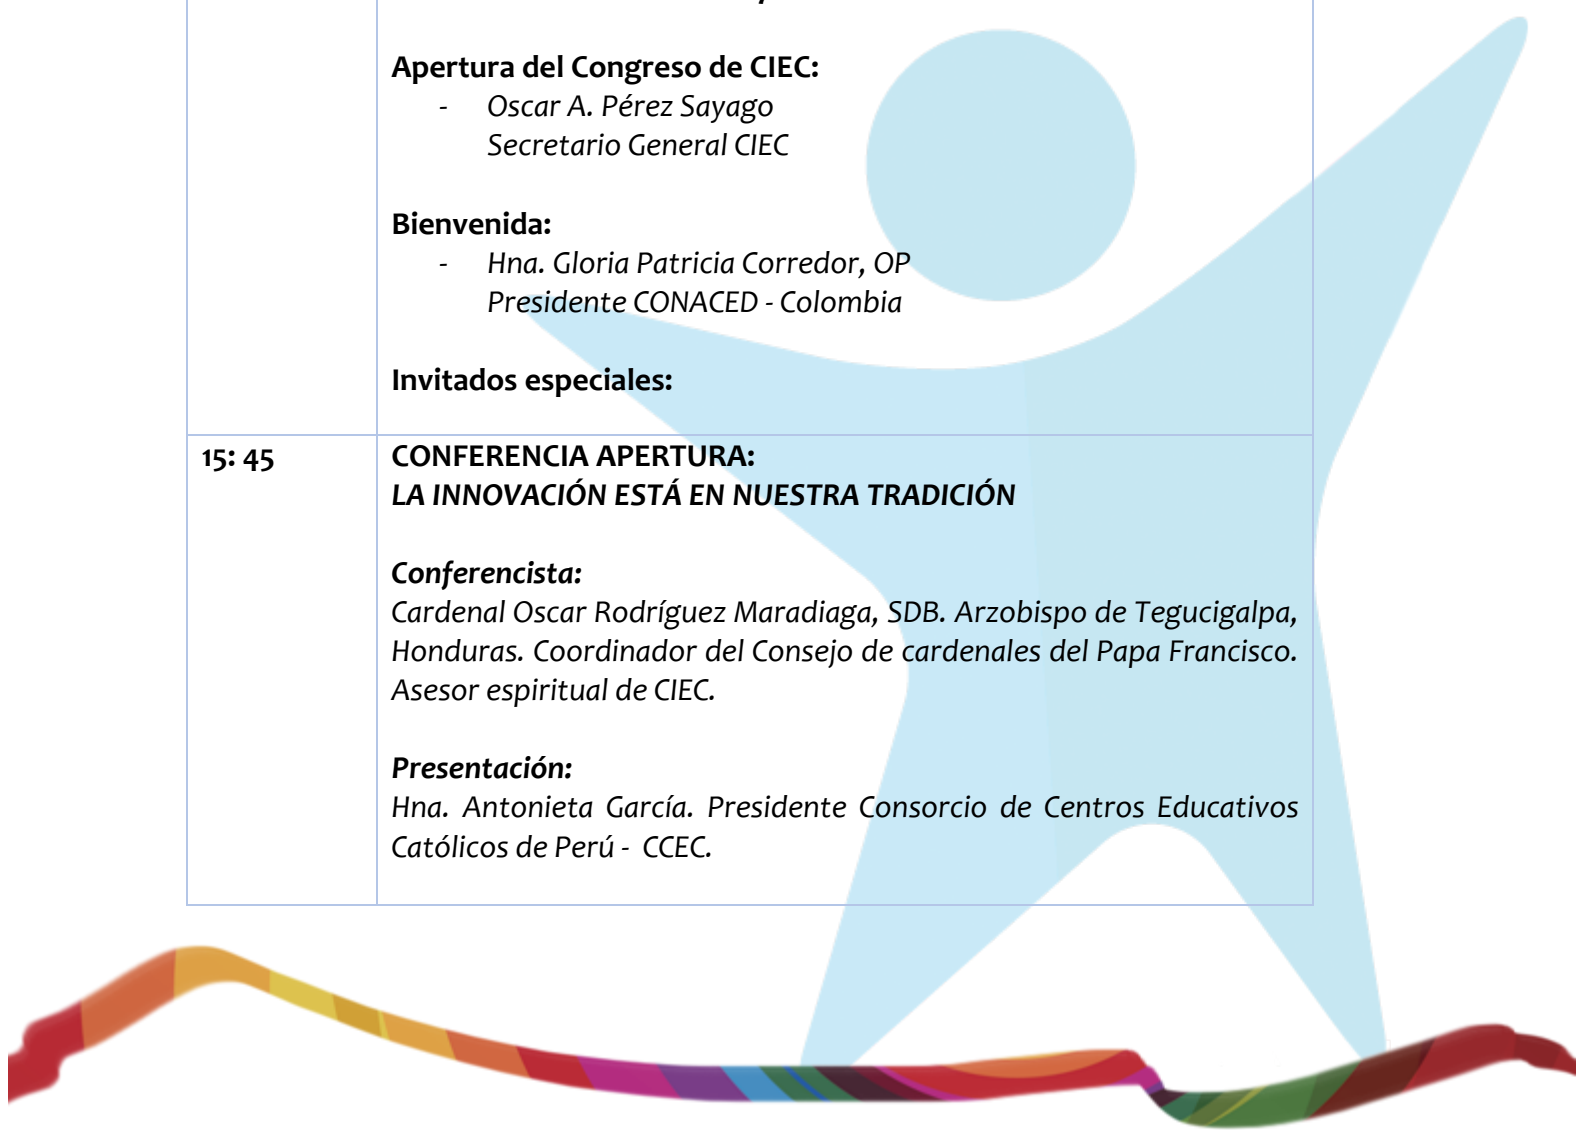 Apertura del Congreso de CIEC:
- Oscar A. Pérez Sayago
Secretario General CIEC
Bienvenida:
- Hna. Gloria Patricia Corredor, OP
Presidente CONACED - Colombia
Invitados especiales:
15: 45
CONFERENCIA APERTURA:
LA INNOVACIÓN ESTÁ EN NUESTRA TRADICIÓN
Conferencista:
Cardenal Oscar Rodríguez Maradiaga, SDB. Arzobispo de Tegucigalpa,
Honduras. Coordinador del Consejo de cardenales del Papa Francisco.
Asesor espiritual de CIEC.
Presentación:
Hna. Antonieta García. Presidente Consorcio de Centros Educativos
Católicos de Perú - CCEC.